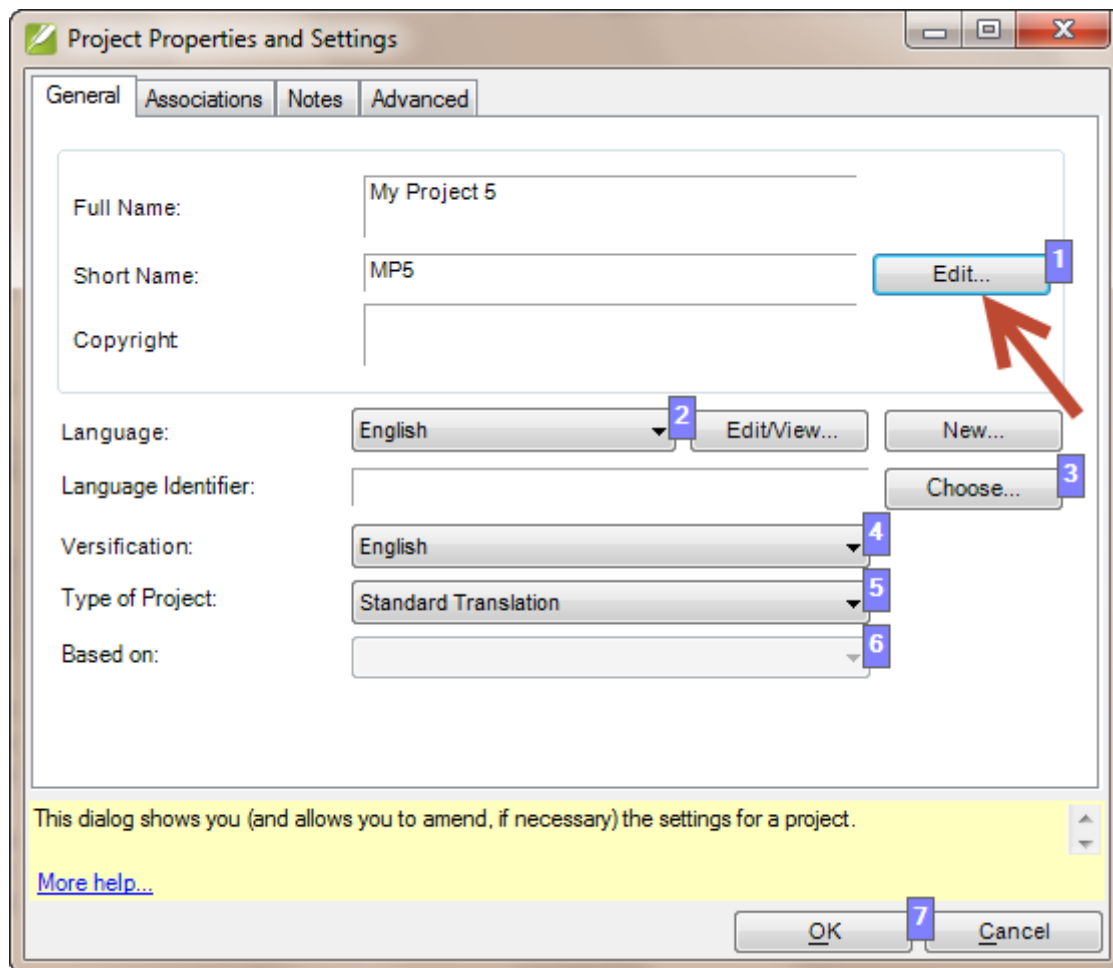 Project Properties and Settings
General Associations Notes Advanced
Full Name: My Project 5
Short Name: MP5 Edit... 1
Copyright
Language: English 2 Edit/View... New...
Language Identifier: Choose... 3
Versification: English 4
Type of Project: Standard Translation 5
Based on: 6
This dialog shows you (and allows you to amend, if necessary) the settings for a project.
More help...
OK 7 Cancel